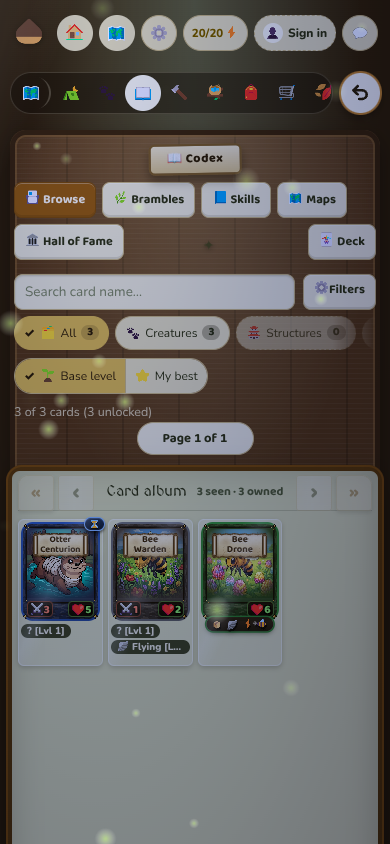 20/20
Sign in
Codex
Browse
Brambles
Skills
Maps
Hall of Fame
Deck
Search card name...
Filters
All 3
Creatures 3
Structures 0
Base level
My best
3 of 3 cards (3 unlocked)
Page 1 of 1
« ‹ Card album 3 seen · 3 owned › »
Otter
Centurion
3 5
? [Lvl 1]
Bee
Warden
1 2
? [Lvl 1]
Flying [L...
Bee
Drone
6